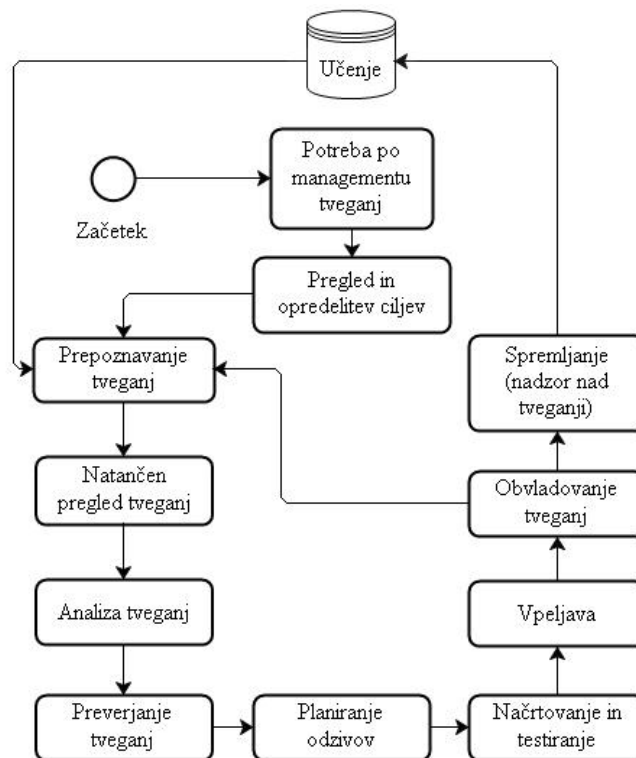 Učenje
Potreba po
managementu
tveganj
Začetek
Pregled in
opredelitev ciljev
Prepoznavanje
tveganj
Spremljanje
(nadzor nad
tveganji)
Natančen
pregled tveganj
Obvladovanje
tveganj
Analiza tveganj
Vpeljava
Preverjanje
tveganj
Planiranje
odzivov
Načrtovanje in
testiranje